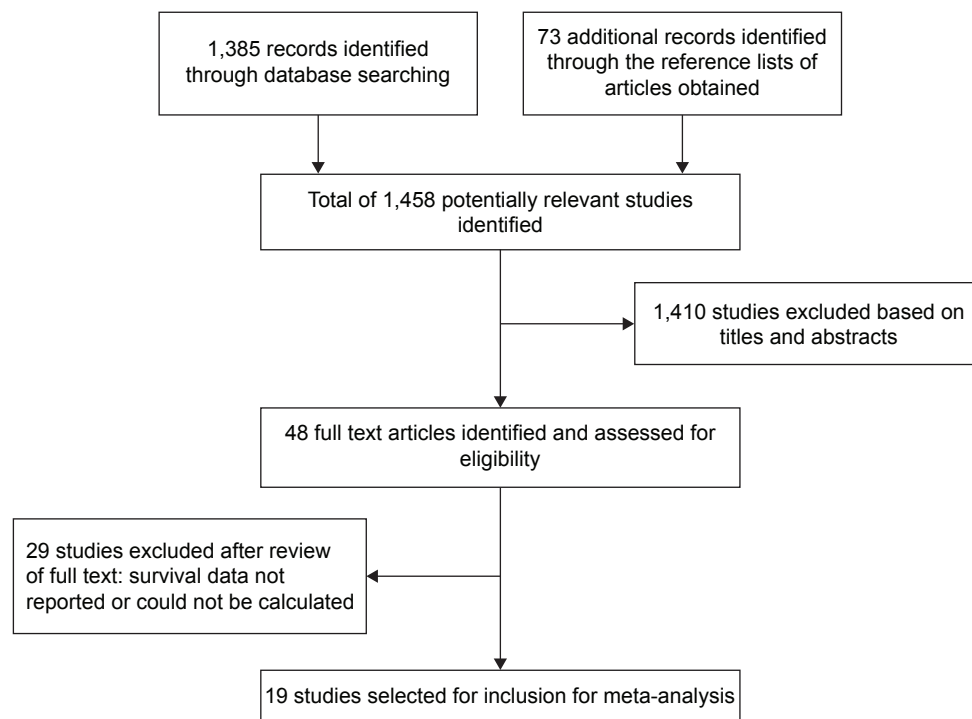 1,385 records identified
through database searching
73 additional records identified
through the reference lists of
articles obtained
Total of 1,458 potentially relevant studies
identified
1,410 studies excluded based on
titles and abstracts
48 full text articles identified and assessed for
eligibility
29 studies excluded after review
of full text: survival data not
reported or could not be calculated
19 studies selected for inclusion for meta-analysis